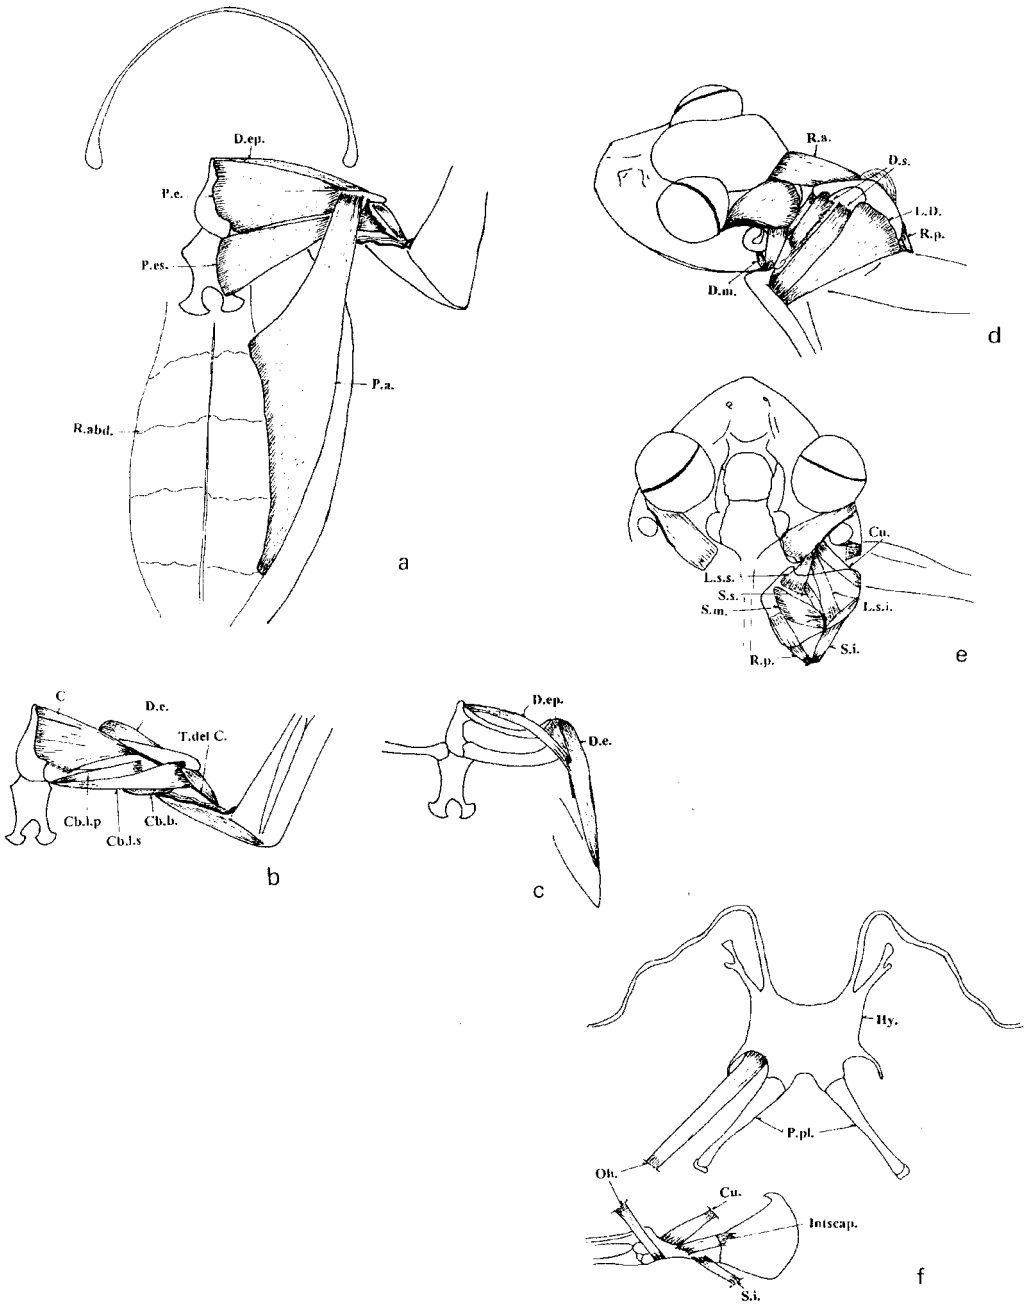 D.ep.
P.e.
P.es.
P.a.
R.abd.
a
R.a.
D.s.
L.D.
R.p.
D.m.
d
Cu.
L.s.s.
S.s.
S.m.
L.s.i.
R.p.
S.i.
e
C
D.e.
T.del C.
Cb.l.p
Cb.b.
Cb.l.s
b
D.ep.
D.e.
c
Hy.
P.pl.
Oh.
Cu.
Intscap.
S.i.
f